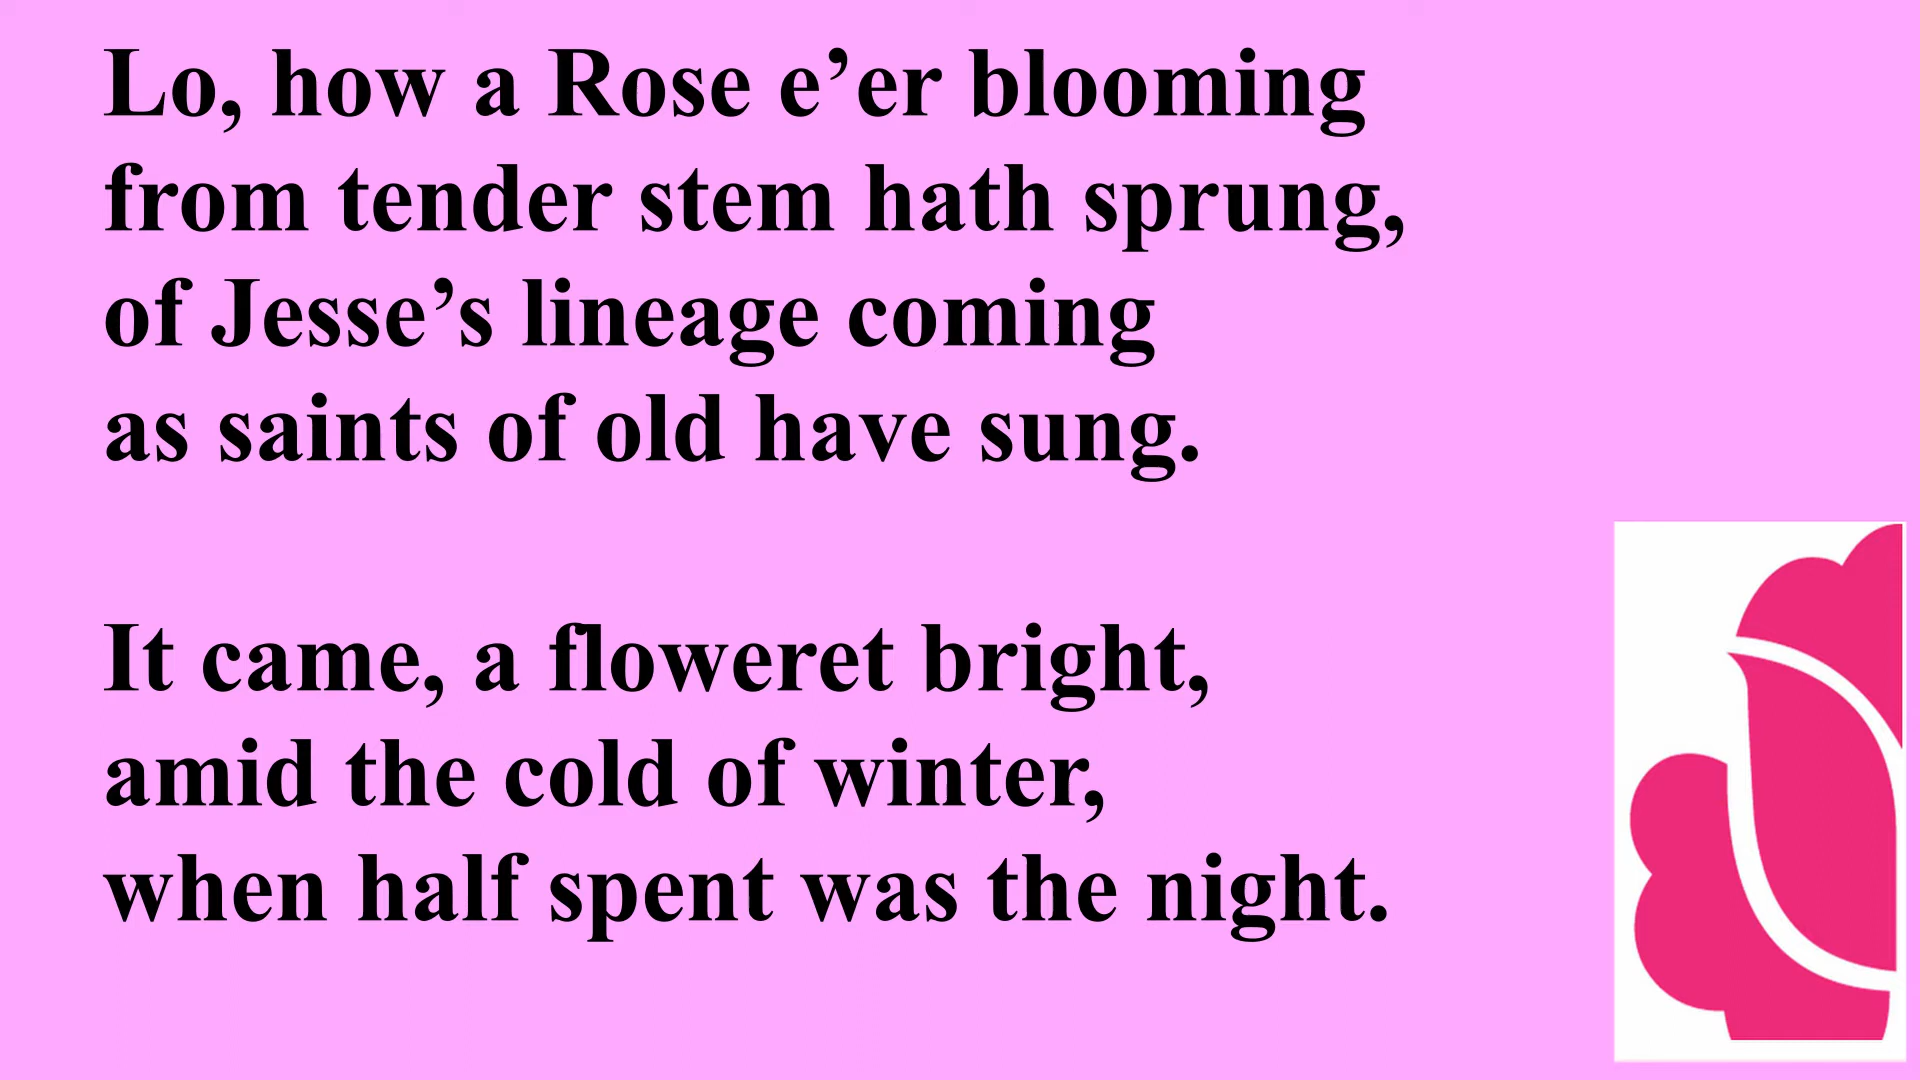 Lo, how a Rose e’er blooming
from tender stem hath sprung,
of Jesse’s lineage coming
as saints of old have sung.
It came, a floweret bright,
amid the cold of winter,
when half spent was the night.